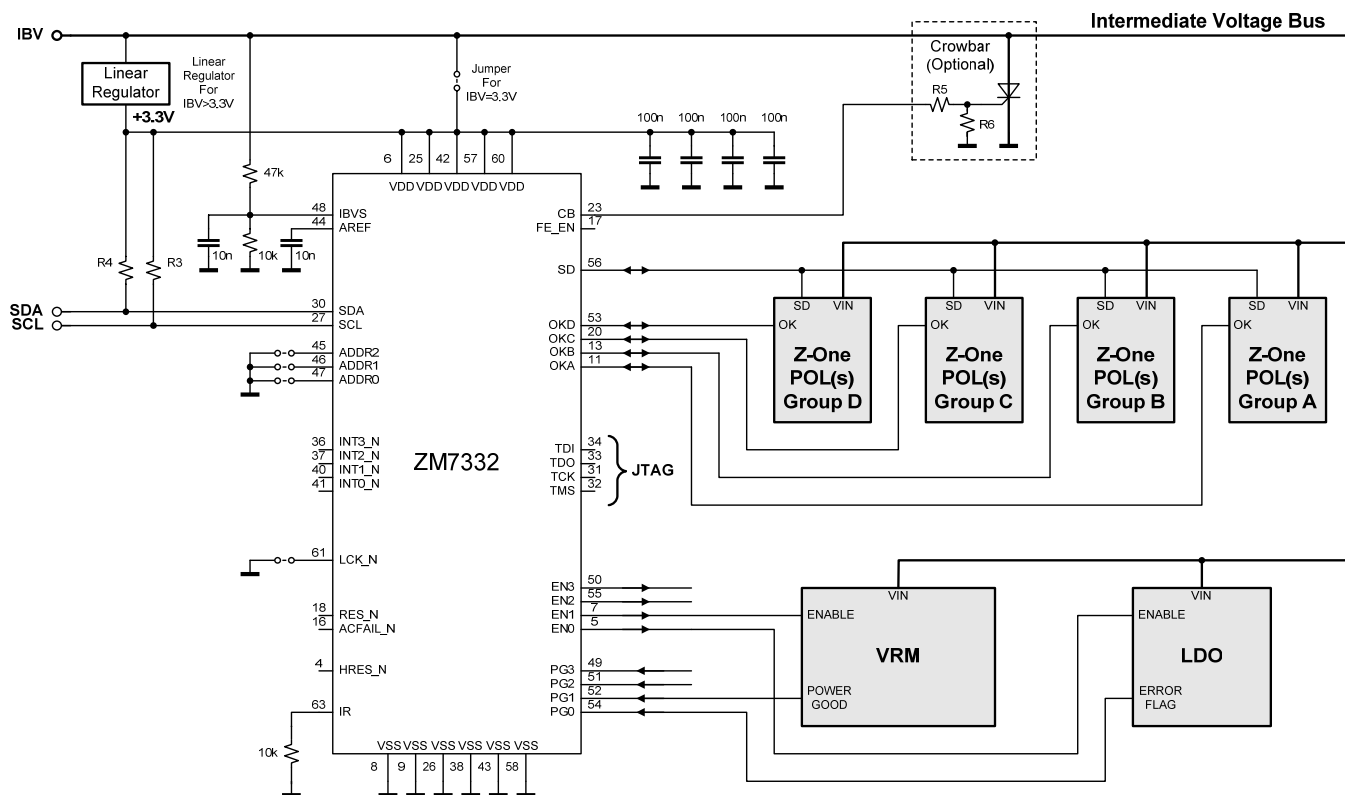 Intermediate Voltage Bus
IBV
Linear
Regulator
Linear
Regulator
For
IBV>3.3V
Jumper
For
IBV=3.3V
Crowbar
(Optional)
R5
R6
+3.3V
100n 100n 100n 100n
6 25 42 57 60
VDD VDD VDD VDD VDD
47k
48 IBVS
44 AREF
10n 10k 10n
CB 23
FE_EN 17
R4 R3
SD 56
SD VIN SD VIN SD VIN SD VIN
SDA 30 SDA
SCL 27 SCL
OKD 53
OKC 20
OKB 13
OKA 11
OK OK OK OK
Z-One
POL(s)
Group D
Z-One
POL(s)
Group C
Z-One
POL(s)
Group B
Z-One
POL(s)
Group A
45 ADDR2
46 ADDR1
47 ADDR0
36 INT3_N
37 INT2_N
40 INT1_N
41 INT0_N
ZM7332
TDI 34
TDO 33
TCK 31
TMS 32
JTAG
61 LCK_N
18 RES_N
16 ACFAIL_N
4 HRES_N
63 IR
10k
EN3 50
EN2 55
EN1 7
EN0 5
PG3 49
PG2 51
PG1 52
PG0 54
VIN
ENABLE
VRM
POWER
GOOD
VIN
ENABLE
LDO
ERROR
FLAG
VSS VSS VSS VSS VSS VSS
8 9 26 38 43 58